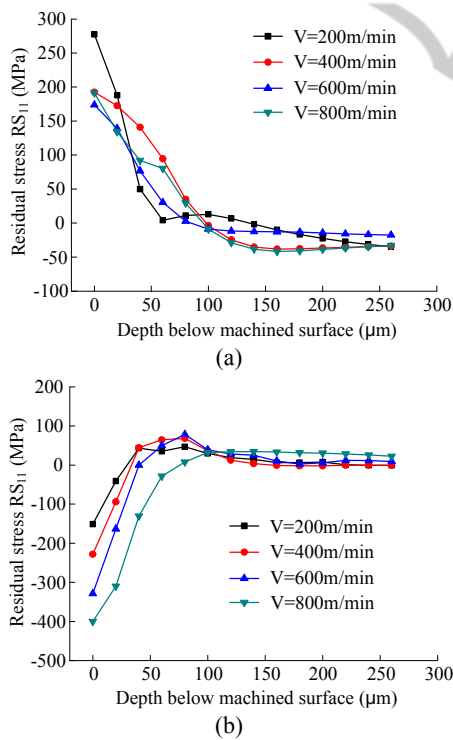 300
250
200
150
100
50
0
-50
-100
Residual stress RS11 (MPa)
V=200m/min
V=400m/min
V=600m/min
V=800m/min
0 50 100 150 200 250 300
Depth below machined surface (μm)
(a)
200
100
0
-100
-200
-300
-400
-500
Residual stress RS11 (MPa)
V=200m/min
V=400m/min
V=600m/min
V=800m/min
0 50 100 150 200 250 300
Depth below machined surface (μm)
(b)